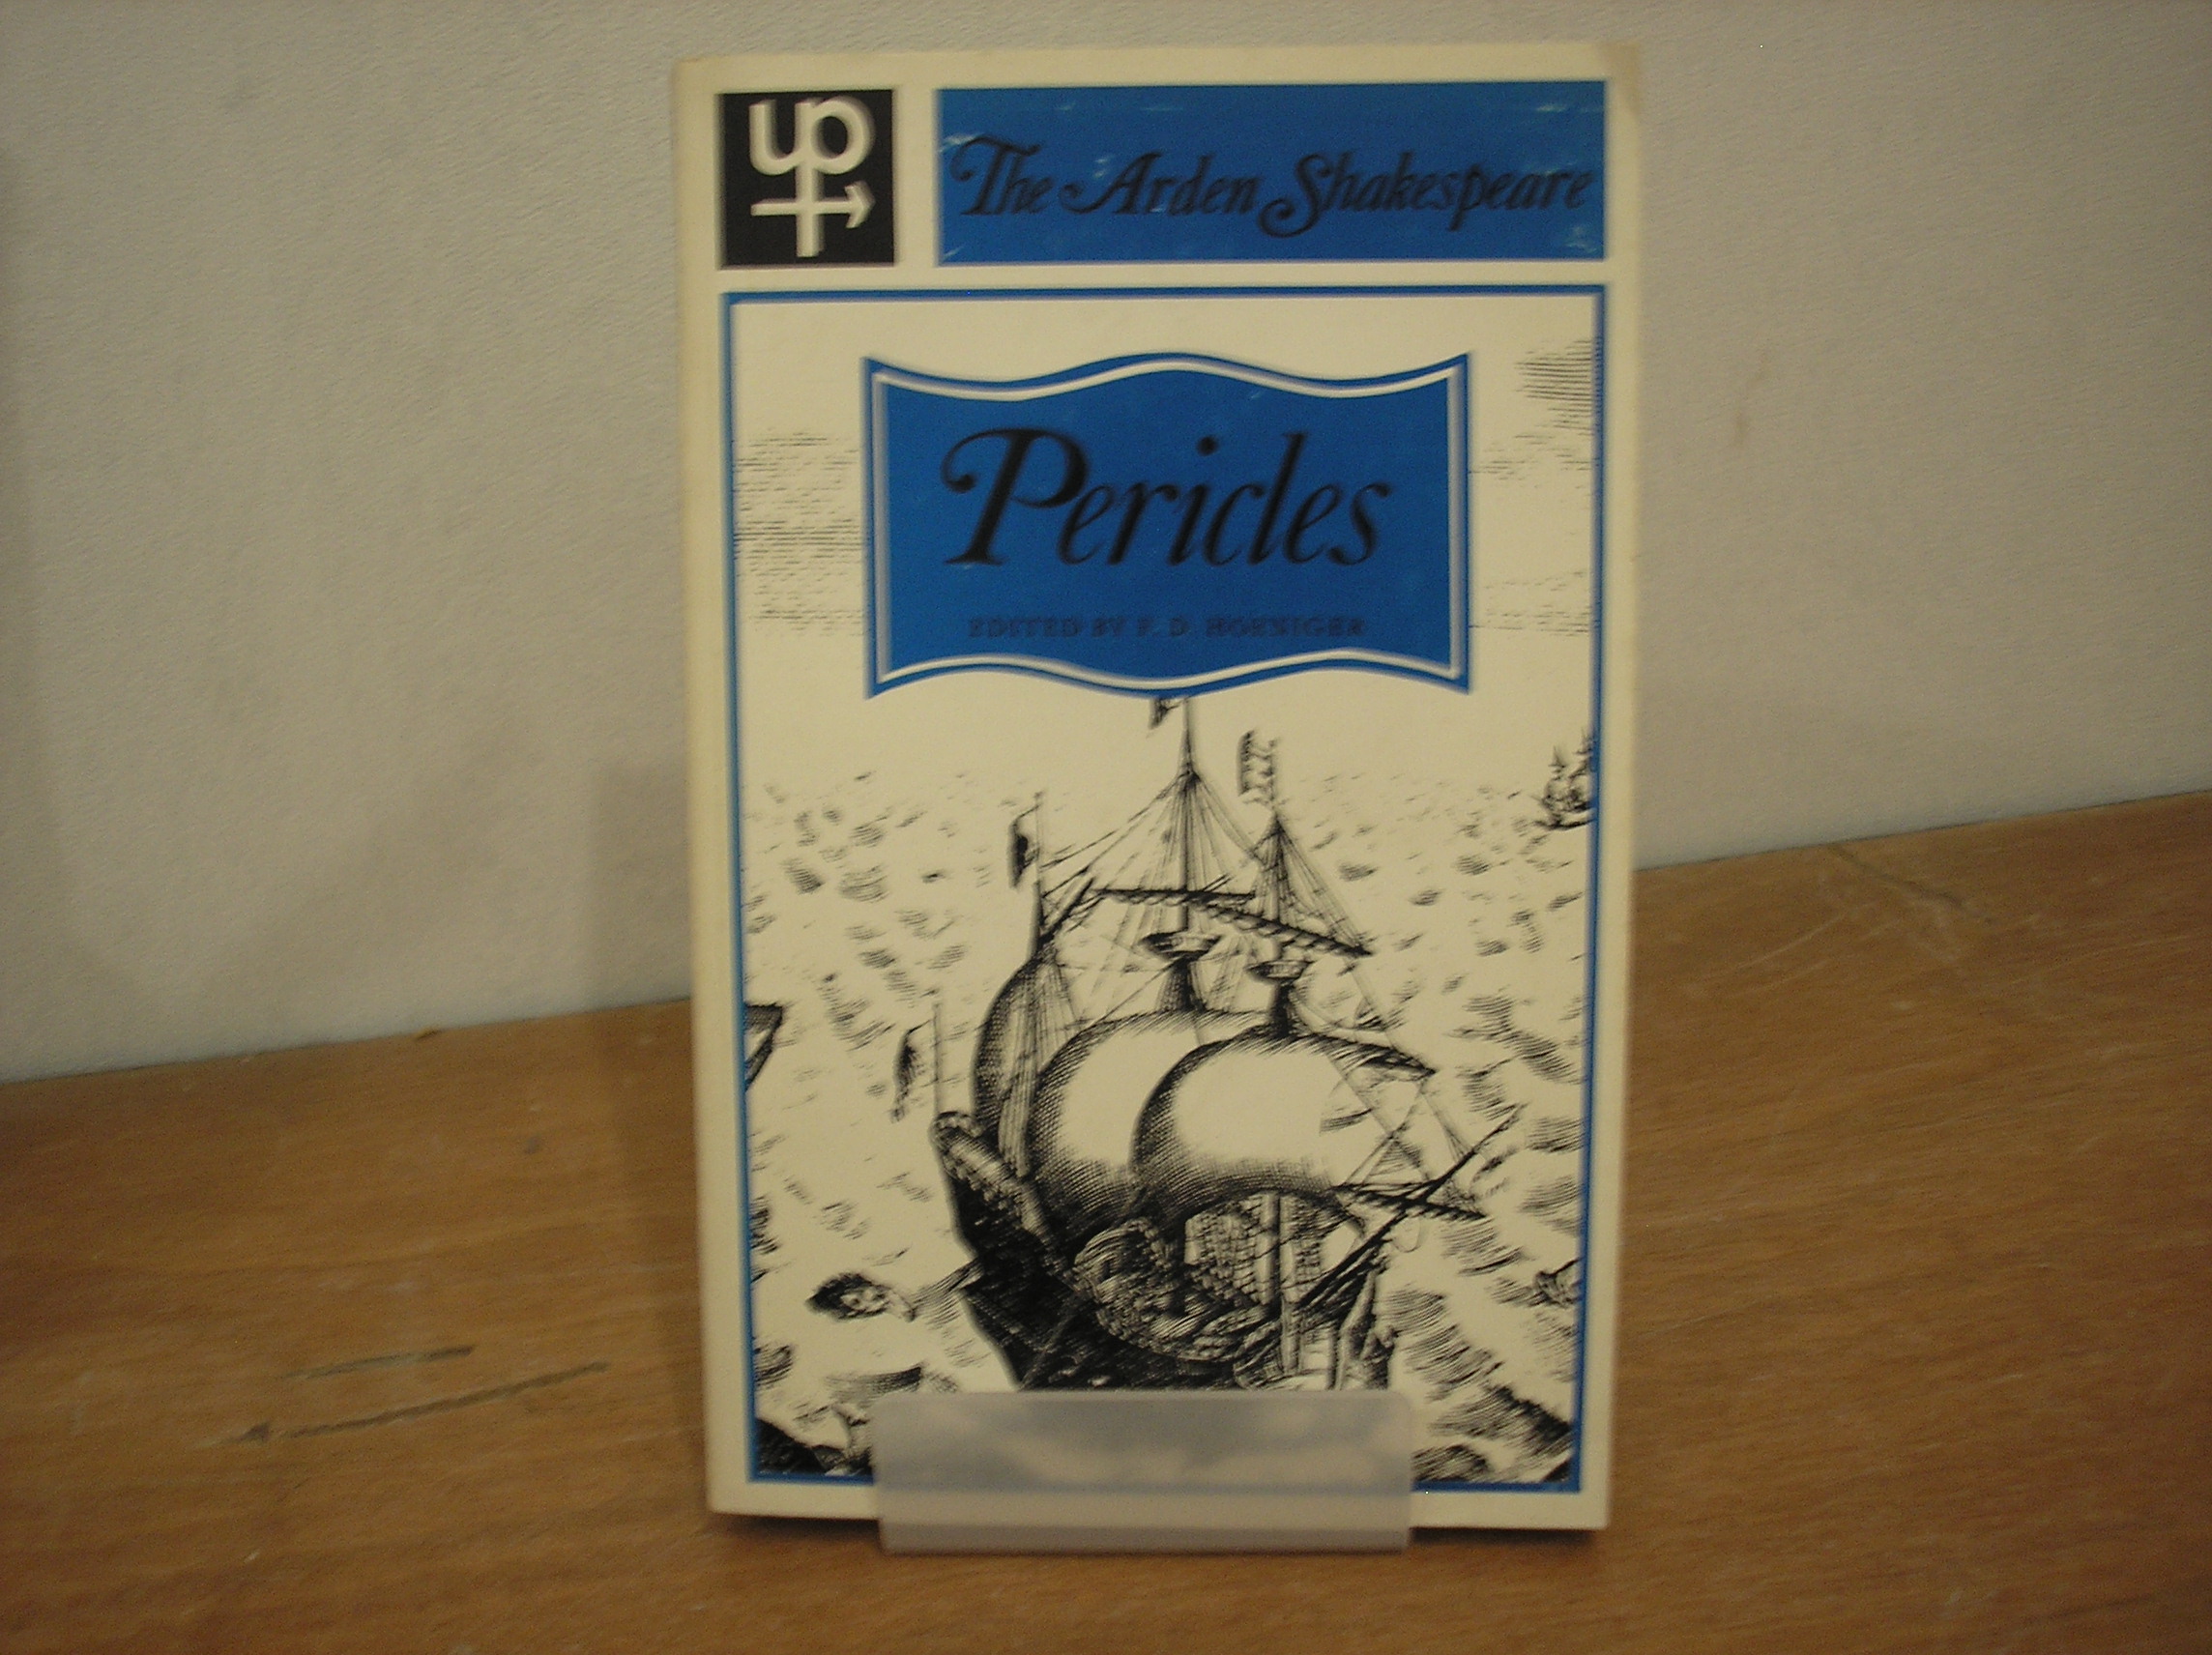 up
The Arden Shakespeare
Pericles
EDITED BY F. D. HOENIGER